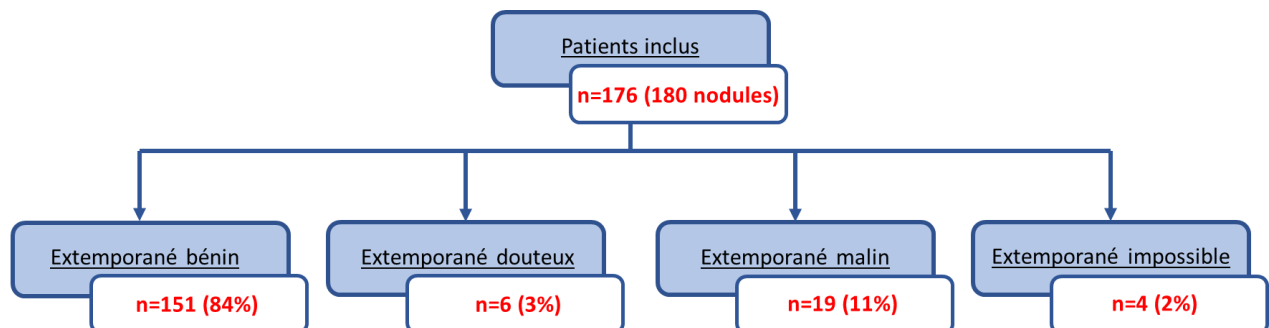 Patients inclus
n=176 (180 nodules)
Extemporané bénin
n=151 (84%)
Extemporané douteux
n=6 (3%)
Extemporané malin
n=19 (11%)
Extemporané impossible
n=4 (2%)